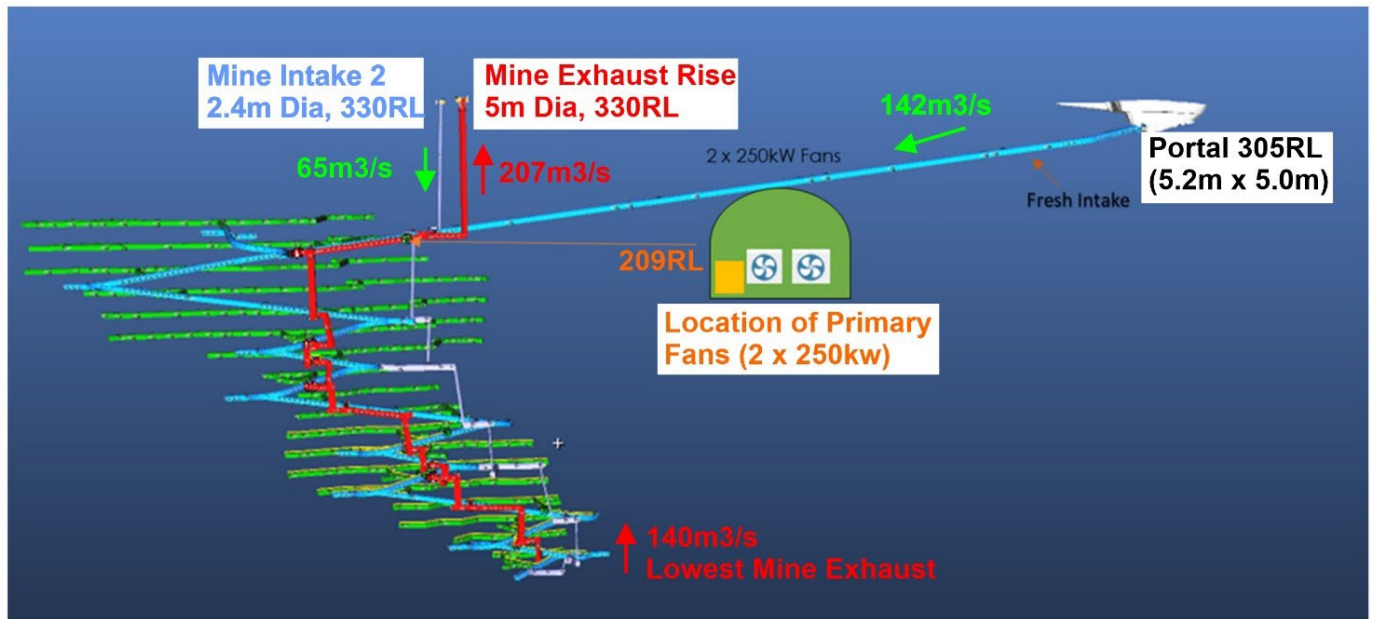 Mine Intake 2
2.4m Dia, 330RL
Mine Exhaust Rise
5m Dia, 330RL
142m3/s
65m3/s
207m3/s
2 x 250kW Fans
Portal 305RL
(5.2m x 5.0m)
Fresh Intake
209RL
Location of Primary
Fans (2 x 250kw)
140m3/s
Lowest Mine Exhaust